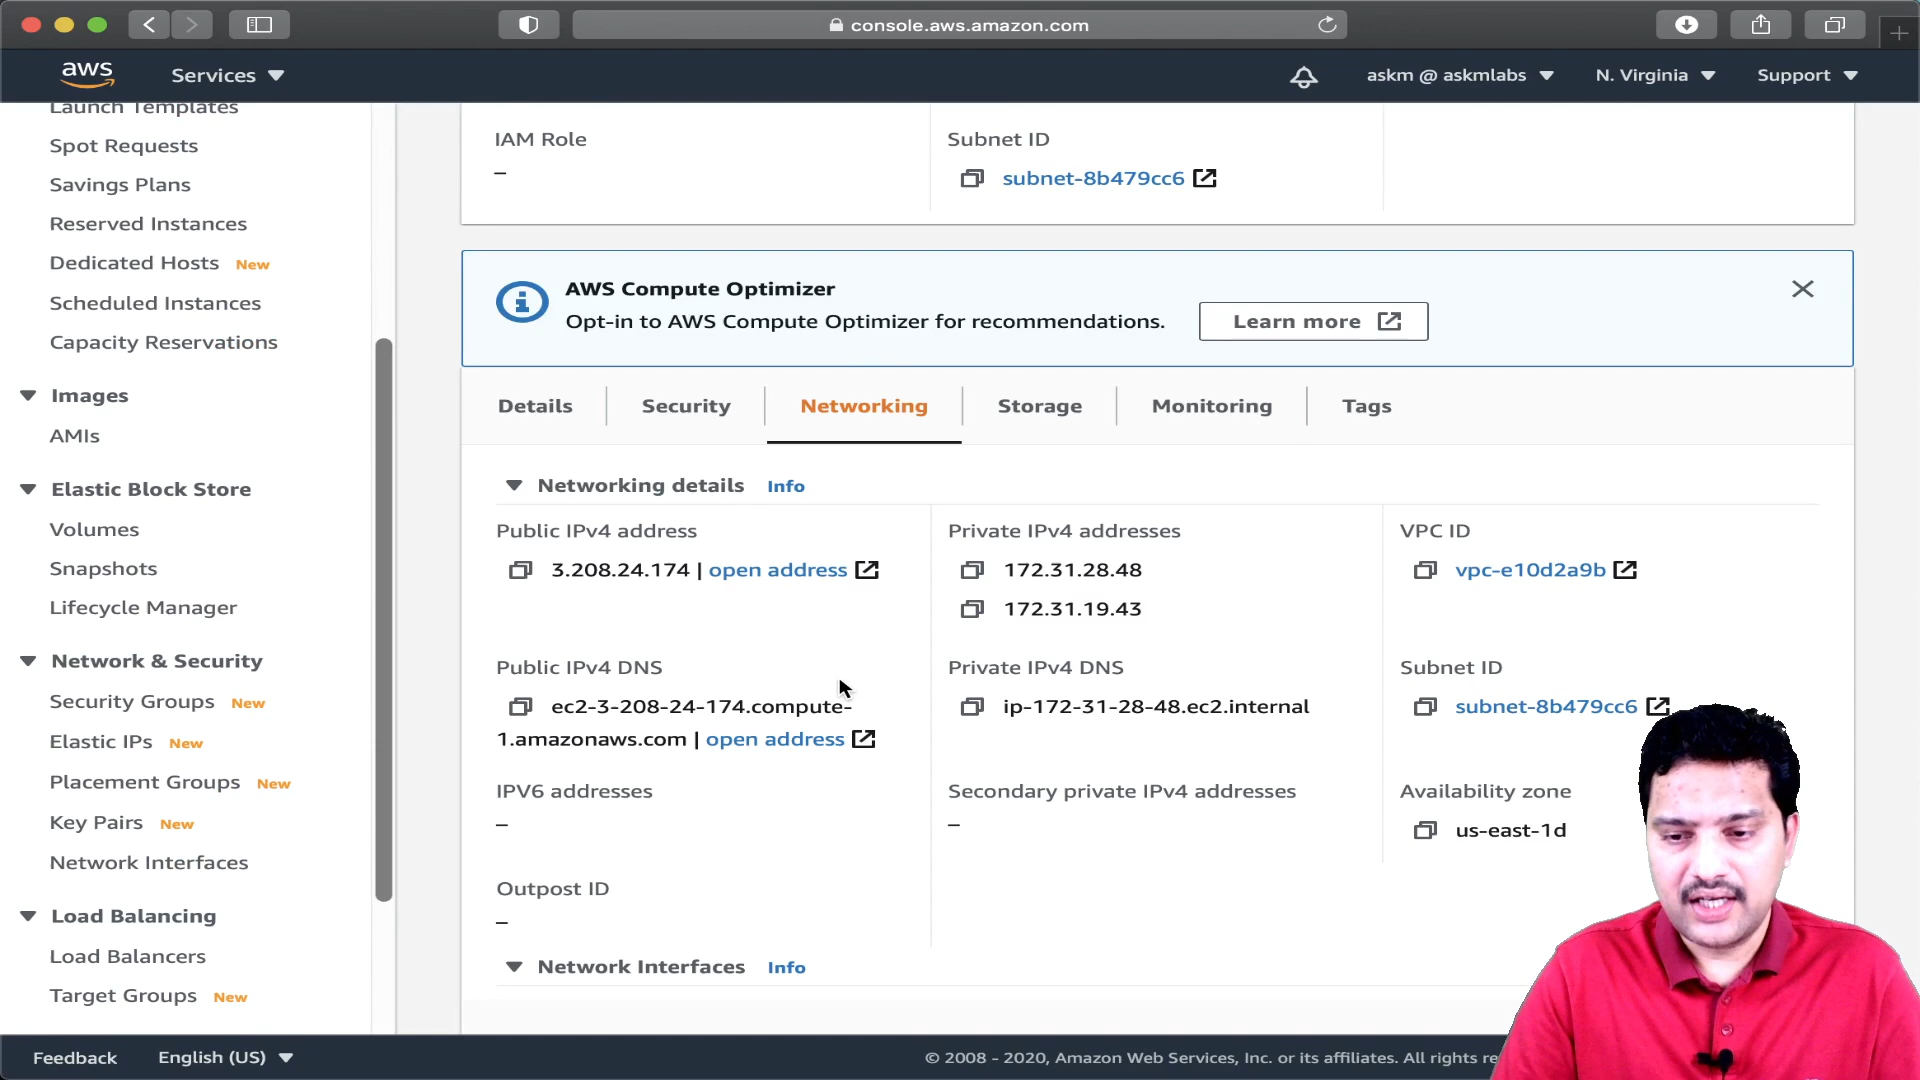 console.aws.amazon.com
aws
Services
askm @ askmlabs
N. Virginia
Support
Launch Templates
Spot Requests
Savings Plans
Reserved Instances
Dedicated Hosts New
Scheduled Instances
Capacity Reservations
Images
AMIs
Elastic Block Store
Volumes
Snapshots
Lifecycle Manager
Network & Security
Security Groups New
Elastic IPs New
Placement Groups New
Key Pairs New
Network Interfaces
Load Balancing
Load Balancers
Target Groups New
IAM Role
–
Subnet ID
subnet-8b479cc6
AWS Compute Optimizer
Opt-in to AWS Compute Optimizer for recommendations.
Learn more
Details
Security
Networking
Storage
Monitoring
Tags
Networking details Info
Public IPv4 address
3.208.24.174 | open address
Private IPv4 addresses
172.31.28.48
172.31.19.43
VPC ID
vpc-e10d2a9b
Public IPv4 DNS
ec2-3-208-24-174.compute-
1.amazonaws.com | open address
Private IPv4 DNS
ip-172-31-28-48.ec2.internal
Subnet ID
subnet-8b479cc6
IPV6 addresses
–
Secondary private IPv4 addresses
–
Availability zone
us-east-1d
Outpost ID
–
Network Interfaces Info
Feedback
English (US)
© 2008 - 2020, Amazon Web Services, Inc. or its affiliates. All rights re